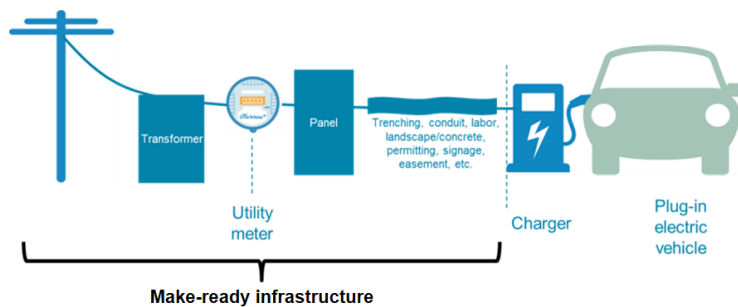 Transformer
Panel
Trenching, conduit, labor,
landscape/concrete,
permitting, signage,
easement, etc.
Utility
meter
Charger
Plug-in
electric
vehicle
Make-ready infrastructure